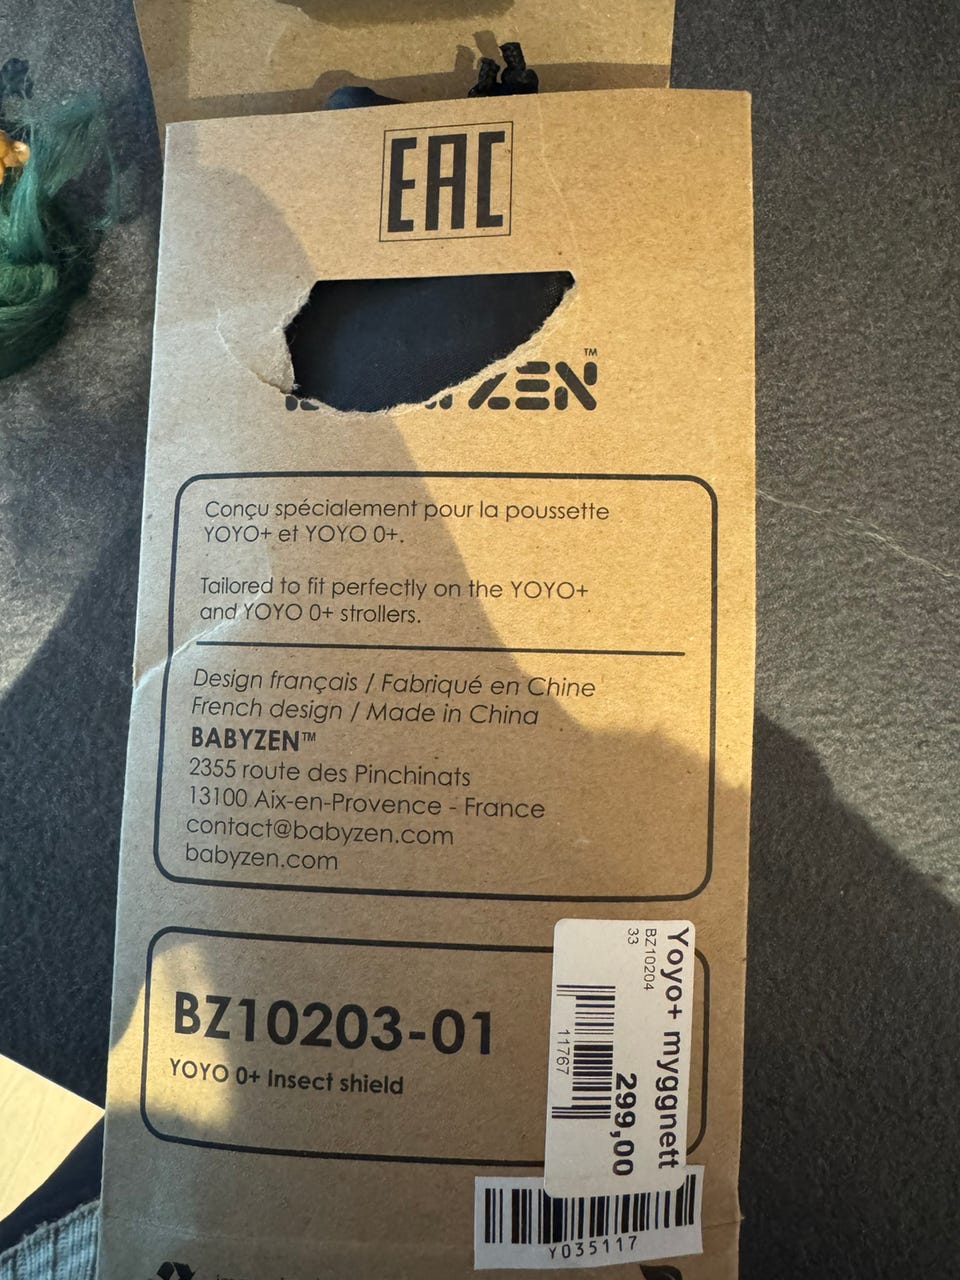 EAC
ZEN™
Conçu spécialement pour la poussette
YOYO+ et YOYO 0+.
Tailored to fit perfectly on the YOYO+
and YOYO 0+ strollers.
Design français / Fabriqué en Chine
French design / Made in China
BABYZEN™
2355 route des Pinchinats
13100 Aix-en-Provence - France
contact@babyzen.com
babyzen.com
BZ10203-01
YOYO 0+ Insect shield
Yoyo+ myggnett
BZ10204
33
299,00
11767
Y035117